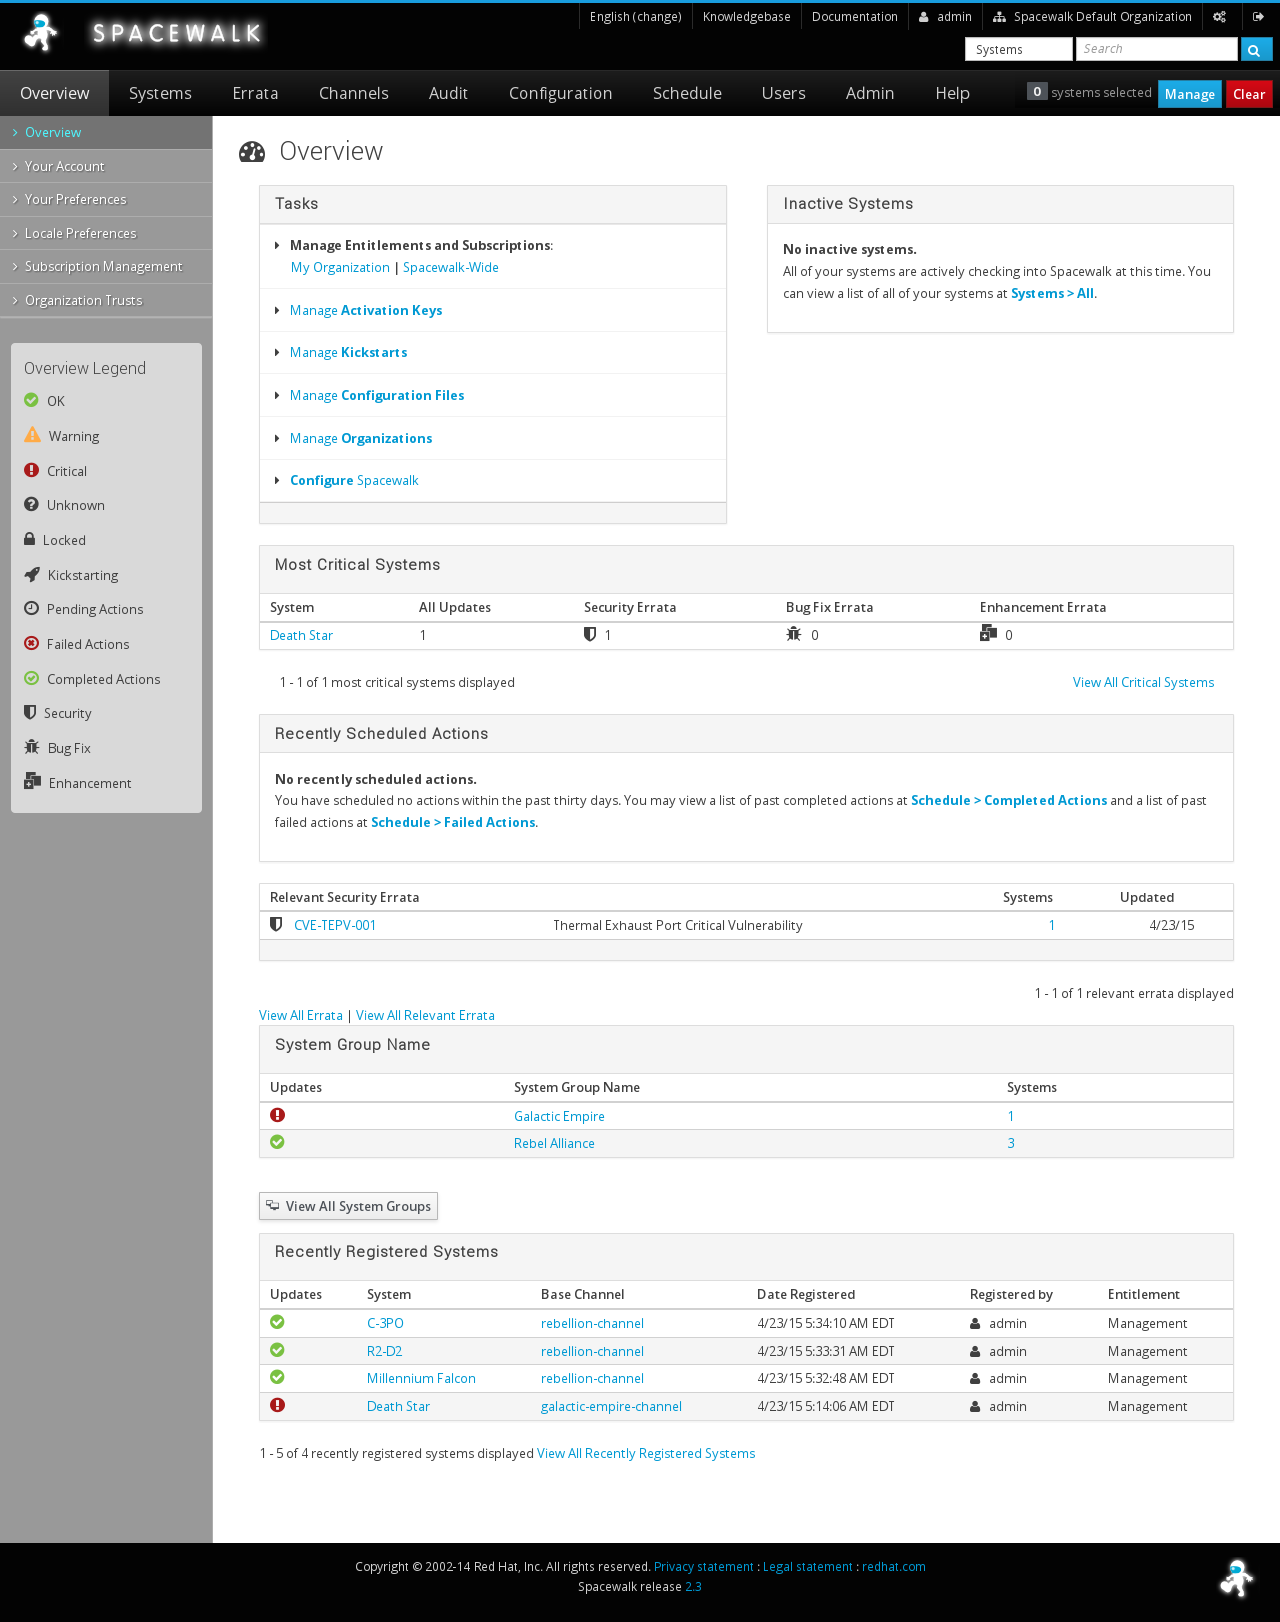 SPACEWALK
English (change)
Knowledgebase
Documentation
admin
Spacewalk Default Organization
Systems
Search
Overview
Systems
Errata
Channels
Audit
Configuration
Schedule
Users
Admin
Help
0 systems selected
Manage
Clear
Overview
Your Account
Your Preferences
Locale Preferences
Subscription Management
Organization Trusts
Overview Legend
OK
Warning
Critical
Unknown
Locked
Kickstarting
Pending Actions
Failed Actions
Completed Actions
Security
Bug Fix
Enhancement
Overview
Tasks
Manage Entitlements and Subscriptions:
My Organization | Spacewalk-Wide
Manage Activation Keys
Manage Kickstarts
Manage Configuration Files
Manage Organizations
Configure Spacewalk
Inactive Systems
No inactive systems.
All of your systems are actively checking into Spacewalk at this time. You
can view a list of all of your systems at Systems > All.
Most Critical Systems
System All Updates Security Errata Bug Fix Errata Enhancement Errata
Death Star 1 1 0 0
1 - 1 of 1 most critical systems displayed
View All Critical Systems
Recently Scheduled Actions
No recently scheduled actions.
You have scheduled no actions within the past thirty days. You may view a list of past completed actions at Schedule > Completed Actions and a list of past
failed actions at Schedule > Failed Actions.
Relevant Security Errata Systems Updated
CVE-TEPV-001 Thermal Exhaust Port Critical Vulnerability 1 4/23/15
1 - 1 of 1 relevant errata displayed
View All Errata | View All Relevant Errata
System Group Name
Updates System Group Name Systems
Galactic Empire 1
Rebel Alliance 3
View All System Groups
Recently Registered Systems
Updates System Base Channel Date Registered Registered by Entitlement
C-3PO rebellion-channel 4/23/15 5:34:10 AM EDT admin Management
R2-D2 rebellion-channel 4/23/15 5:33:31 AM EDT admin Management
Millennium Falcon rebellion-channel 4/23/15 5:32:48 AM EDT admin Management
Death Star galactic-empire-channel 4/23/15 5:14:06 AM EDT admin Management
1 - 5 of 4 recently registered systems displayed View All Recently Registered Systems
Copyright © 2002-14 Red Hat, Inc. All rights reserved. Privacy statement : Legal statement : redhat.com
Spacewalk release 2.3